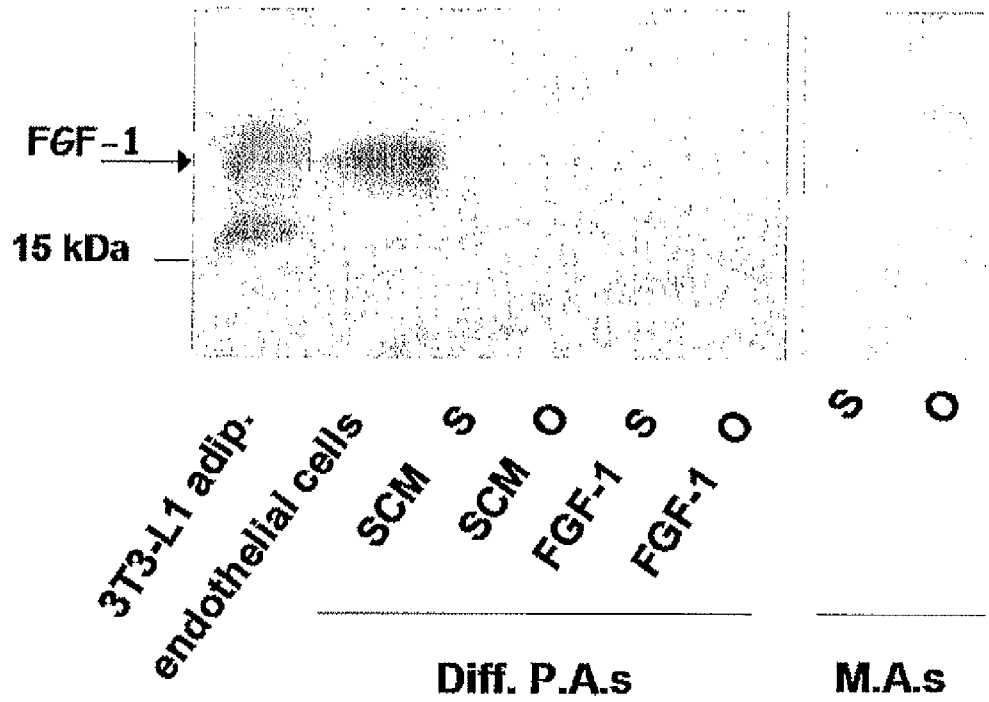 FGF-1
15 kDa
3T3-L1 adip.
endothelial cells
SCM S
SCM O
FGF-1 S
FGF-1 O
S
O
Diff. P.A.s
M.A.s